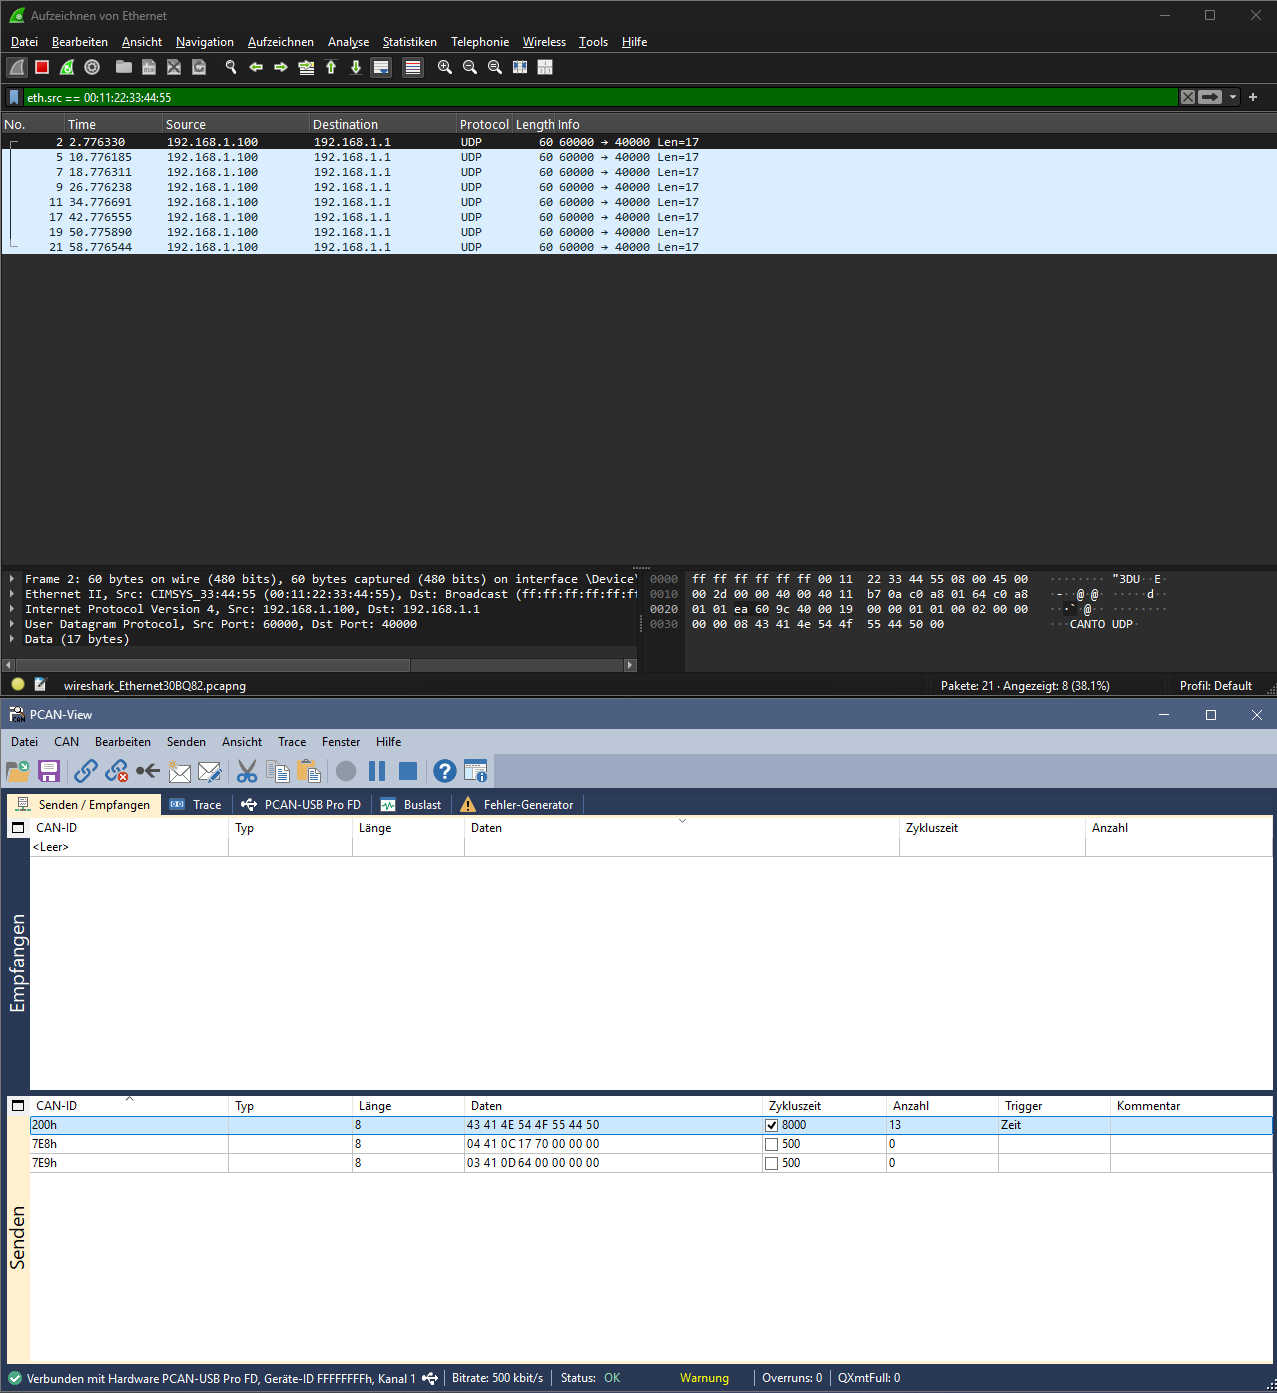 Aufzeichnen von Ethernet
Datei Bearbeiten Ansicht Navigation Aufzeichnen Analyse Statistiken Telephonie Wireless Tools Hilfe
eth.src == 00:11:22:33:44:55
No. Time Source Destination Protocol Length Info
2 2.776330 192.168.1.100 192.168.1.1 UDP 60 60000 → 40000 Len=17
5 10.776185 192.168.1.100 192.168.1.1 UDP 60 60000 → 40000 Len=17
7 18.776311 192.168.1.100 192.168.1.1 UDP 60 60000 → 40000 Len=17
9 26.776238 192.168.1.100 192.168.1.1 UDP 60 60000 → 40000 Len=17
11 34.776691 192.168.1.100 192.168.1.1 UDP 60 60000 → 40000 Len=17
17 42.776555 192.168.1.100 192.168.1.1 UDP 60 60000 → 40000 Len=17
19 50.775890 192.168.1.100 192.168.1.1 UDP 60 60000 → 40000 Len=17
21 58.776544 192.168.1.100 192.168.1.1 UDP 60 60000 → 40000 Len=17
Frame 2: 60 bytes on wire (480 bits), 60 bytes captured (480 bits) on interface \Device\
Ethernet II, Src: CIMSYS_33:44:55 (00:11:22:33:44:55), Dst: Broadcast (ff:ff:ff:ff:ff:ff
Internet Protocol Version 4, Src: 192.168.1.100, Dst: 192.168.1.1
User Datagram Protocol, Src Port: 60000, Dst Port: 40000
Data (17 bytes)
0000 ff ff ff ff ff ff 00 11 22 33 44 55 08 00 45 00 ········ "3DU··E·
0010 00 2d 00 00 40 00 40 11 b7 0a c0 a8 01 64 c0 a8 ·-··@·@· ·····d··
0020 01 01 ea 60 9c 40 00 19 00 00 01 01 00 02 00 00 ···`·@·· ········
0030 00 00 08 43 41 4e 54 4f 55 44 50 00 ···CANTO UDP·
wireshark_Ethernet30BQ82.pcapng
Pakete: 21 · Angezeigt: 8 (38.1%)
Profil: Default
PCAN-View
Datei CAN Bearbeiten Senden Ansicht Trace Fenster Hilfe
Senden / Empfangen Trace PCAN-USB Pro FD Buslast Fehler-Generator
CAN-ID Typ Länge Daten Zykluszeit Anzahl
<Leer>
Empfangen
CAN-ID Typ Länge Daten Zykluszeit Anzahl Trigger Kommentar
200h 8 43 41 4E 54 4F 55 44 50 8000 13 Zeit
7E8h 8 04 41 0C 17 70 00 00 00 500 0
7E9h 8 03 41 0D 64 00 00 00 00 500 0
Senden
Verbunden mit Hardware PCAN-USB Pro FD, Geräte-ID FFFFFFFFh, Kanal 1 Bitrate: 500 kbit/s Status: OK Warnung Overruns: 0 QXmtFull: 0